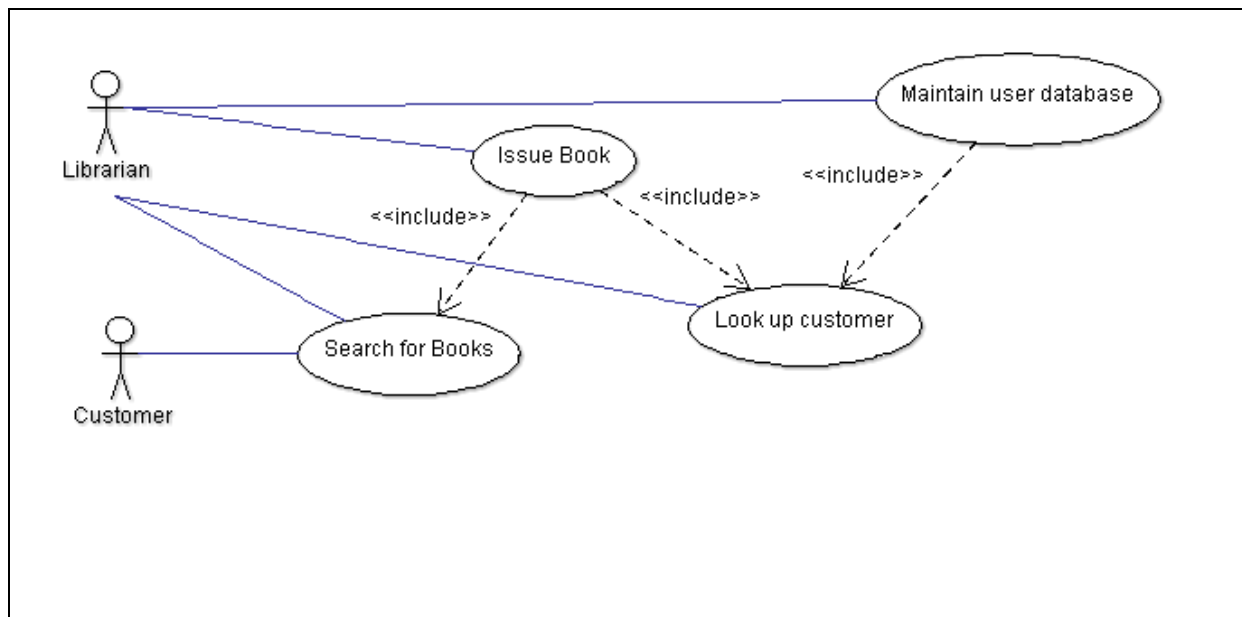 Maintain user database
Issue Book
Librarian
<<include>>
<<include>>
<<include>>
Look up customer
Search for Books
Customer